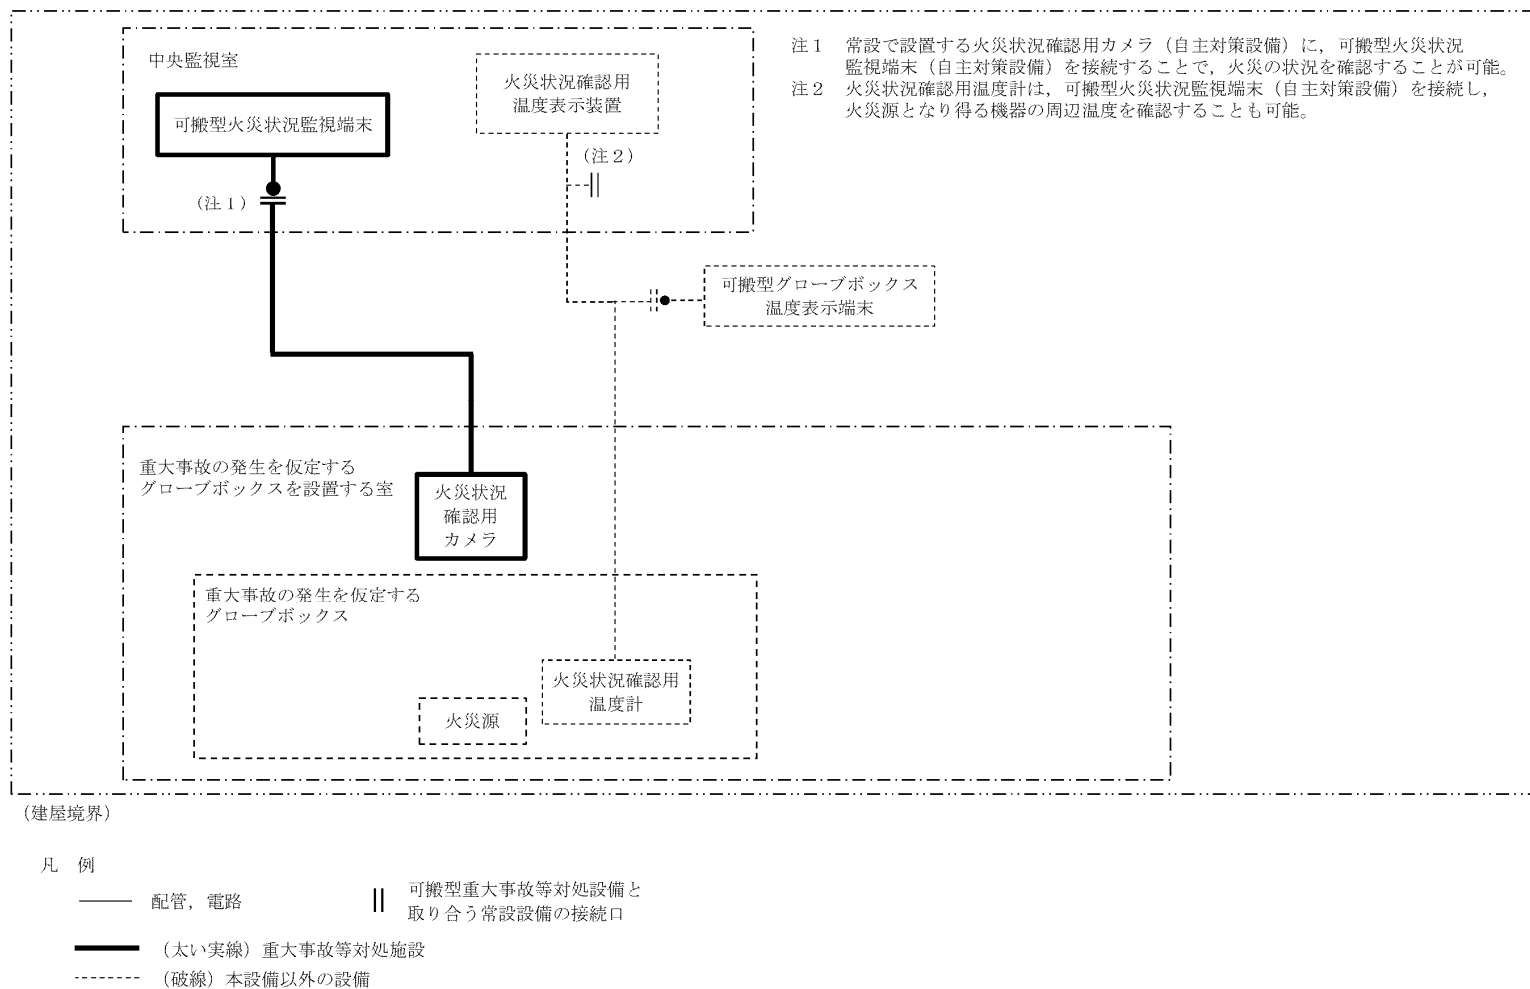 中央監視室
可搬型火災状況監視端末
(注１)
火災状況確認用
温度表示装置
(注２)
注１　常設で設置する火災状況確認用カメラ（自主対策設備）に，可搬型火災状況
監視端末（自主対策設備）を接続することで，火災の状況を確認することが可能。
注２　火災状況確認用温度計は，可搬型火災状況監視端末（自主対策設備）を接続し，
火災源となり得る機器の周辺温度を確認することも可能。
可搬型グローブボックス
温度表示端末
重大事故の発生を仮定する
グローブボックスを設置する室
火災状況
確認用
カメラ
重大事故の発生を仮定する
グローブボックス
火災状況確認用
温度計
火災源
（建屋境界）
凡　例
配管，電路
可搬型重大事故等対処設備と
取り合う常設設備の接続口
（太い実線）重大事故等対処施設
（破線）本設備以外の設備